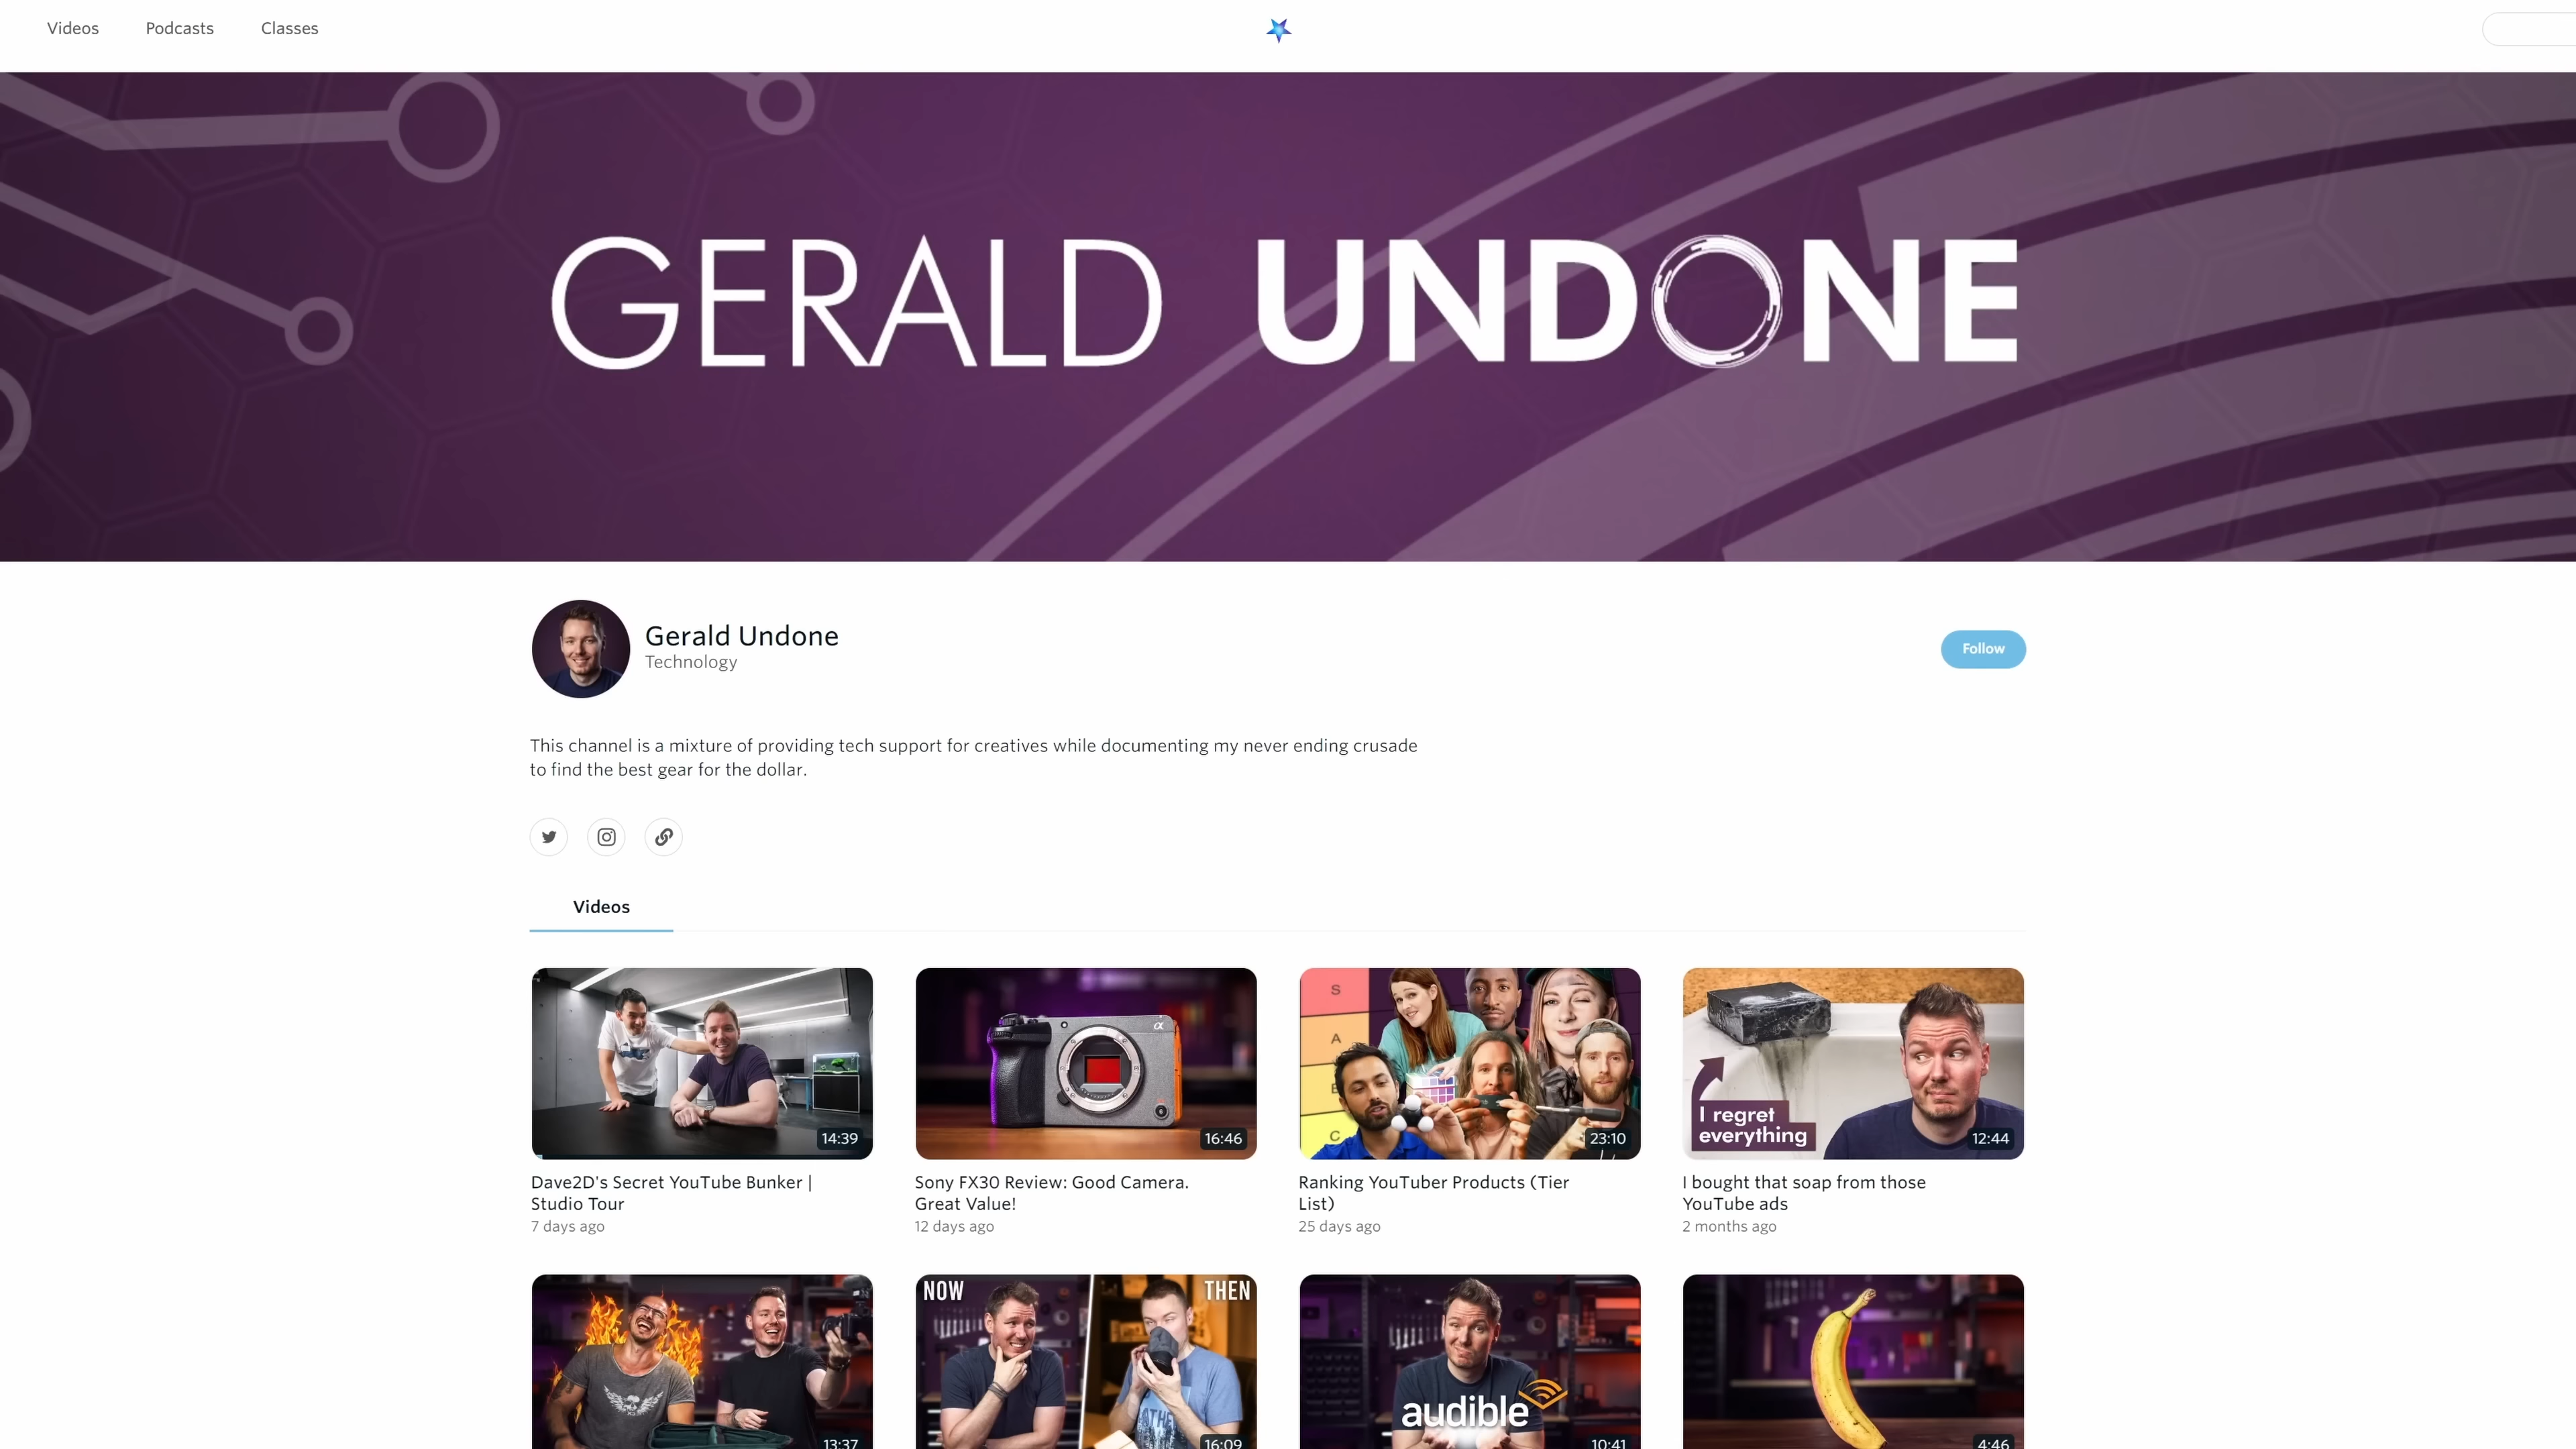 Videos
Podcasts
Classes
GERALD UNDONE
Gerald Undone
Technology
Follow
This channel is a mixture of providing tech support for creatives while documenting my never ending crusade
to find the best gear for the dollar.
Videos
14:39
Dave2D's Secret YouTube Bunker |
Studio Tour
7 days ago
α
16:46
Sony FX30 Review: Good Camera.
Great Value!
12 days ago
S
A
C
23:10
Ranking YouTuber Products (Tier
List)
25 days ago
I regret
everything
12:44
I bought that soap from those
YouTube ads
2 months ago
13:37
NOW
THEN
16:09
audible
10:41
4:46